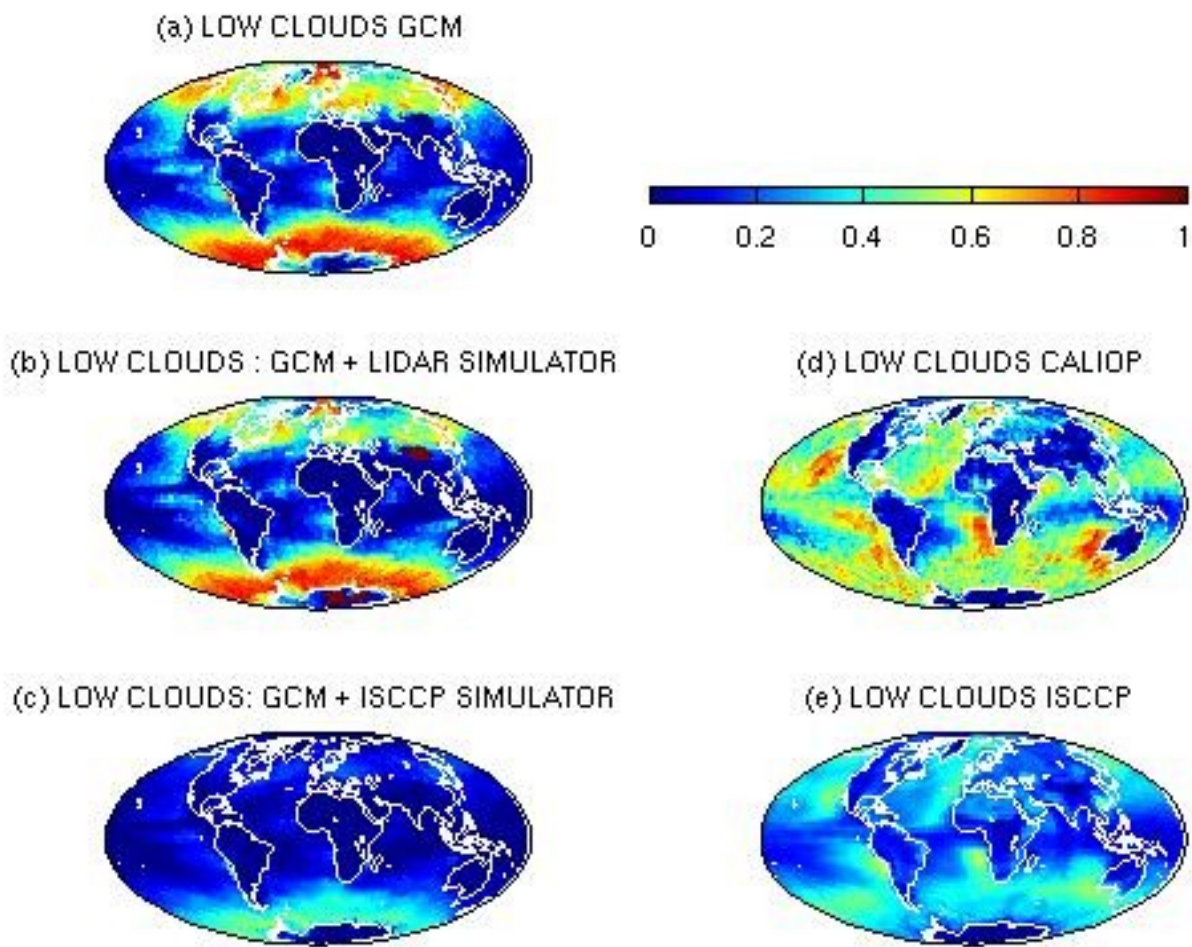 (a) LOW CLOUDS GCM
0 0.2 0.4 0.6 0.8 1
(b) LOW CLOUDS : GCM + LIDAR SIMULATOR
(d) LOW CLOUDS CALIOP
(c) LOW CLOUDS: GCM + ISCCP SIMULATOR
(e) LOW CLOUDS ISCCP